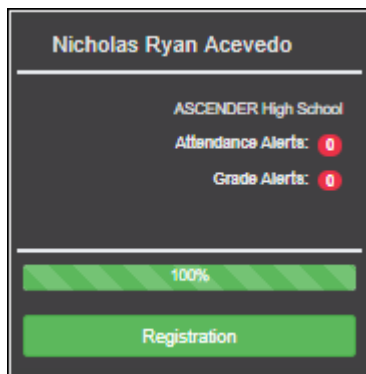 Nicholas Ryan Acevedo
ASCENDER High School
Attendance Alerts: 0
Grade Alerts: 0
100%
Registration